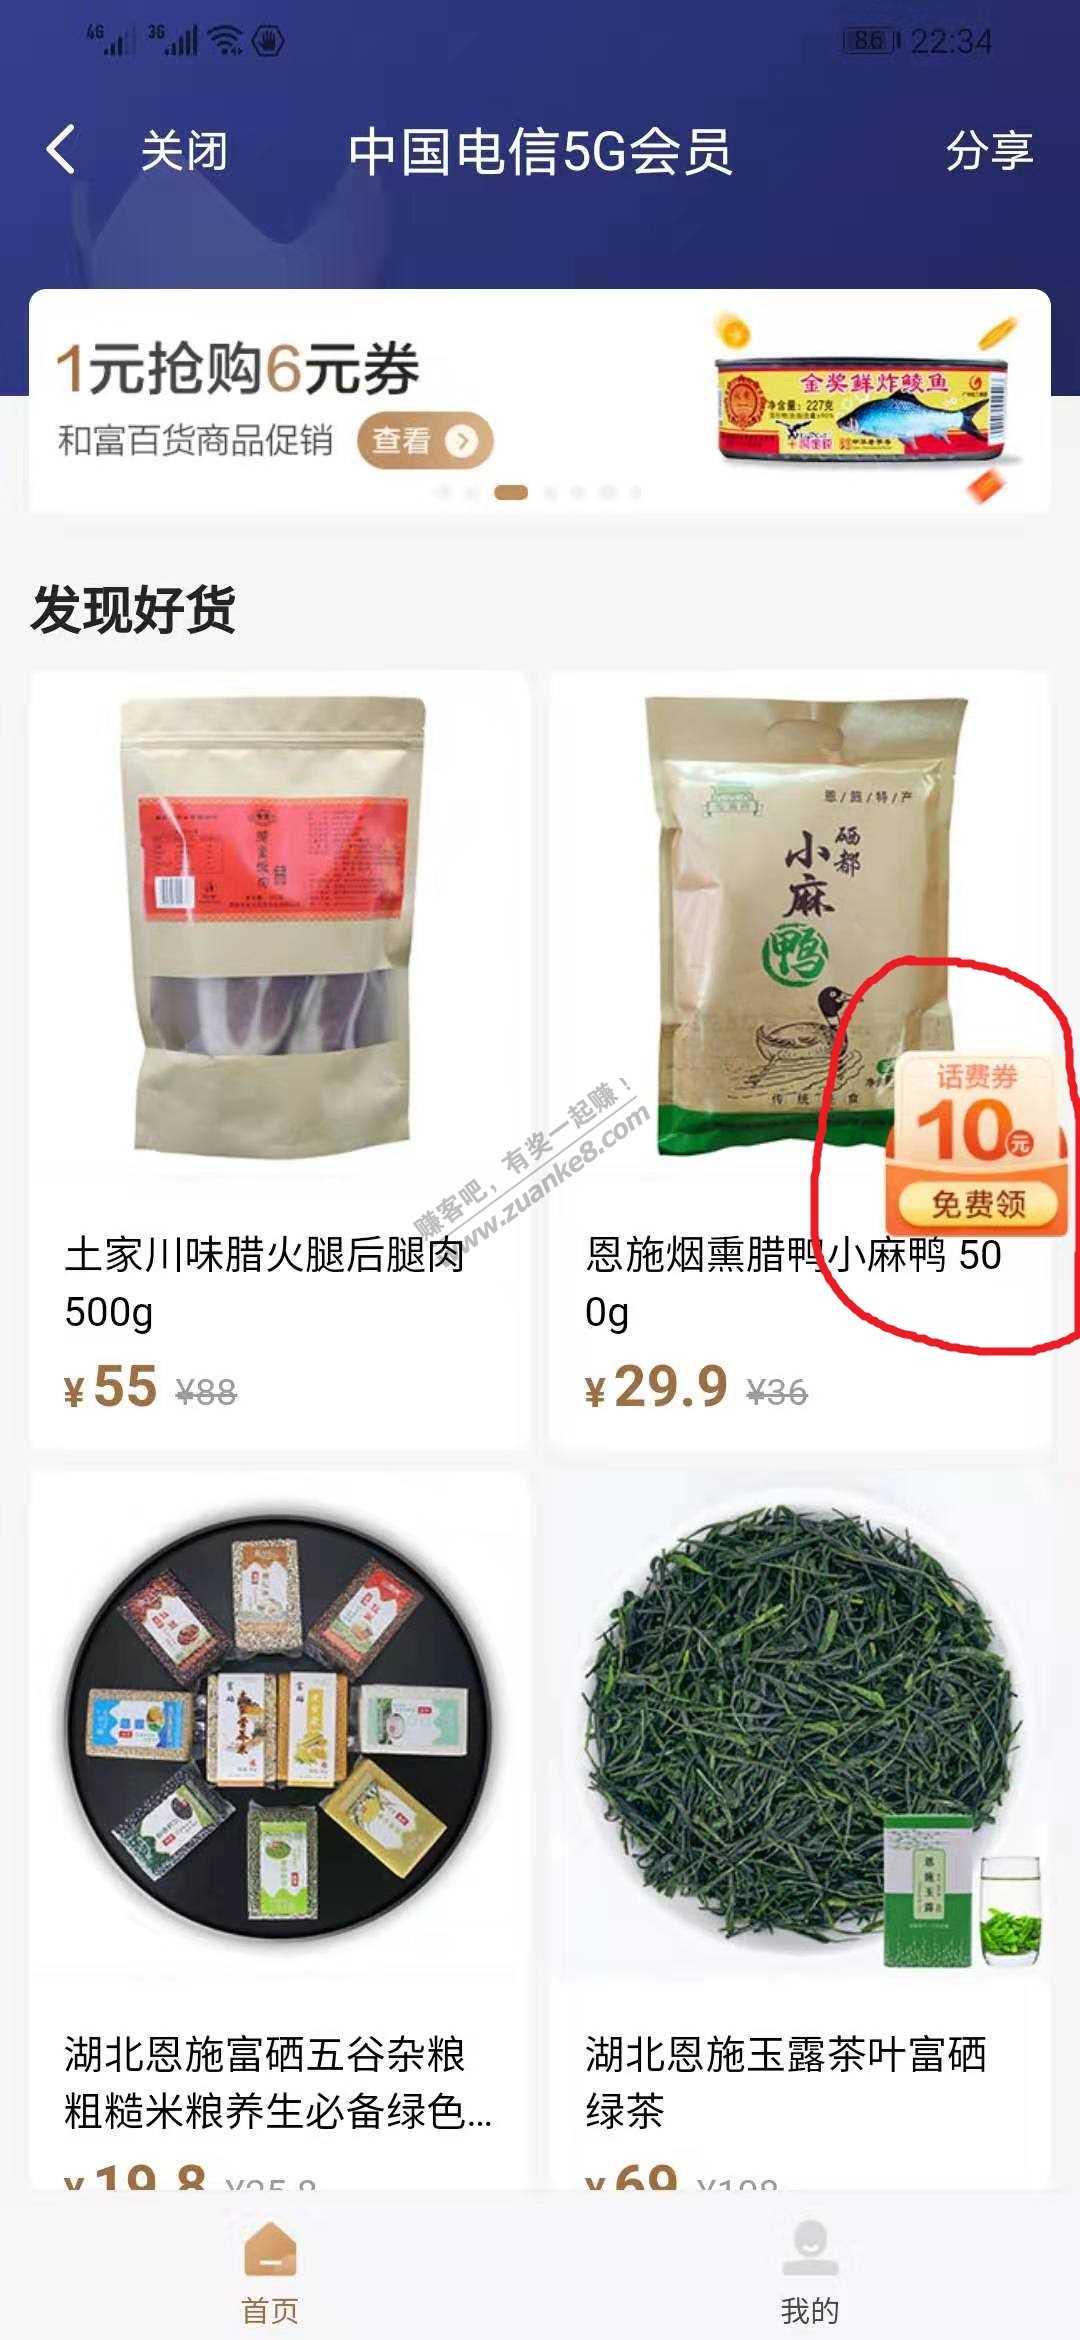 4G 3G 86 22:34
关闭 中国电信5G会员 分享
1元抢购6元券
和富百货商品促销 查看
金奖鲜炸鲮鱼
净含量：227克
发现好货
恩/施/特/产
硒都
小麻
鸭
话费券
10元
免费领
赚客吧，有奖一起赚！
www.zuanke8.com
土家川味腊火腿后腿肉
500g
¥55 ¥88
恩施烟熏腊鸭小麻鸭 50
0g
¥29.9 ¥36
恩施玉露
湖北恩施富硒五谷杂粮
粗糙米粮养生必备绿色...
¥19.8 ¥25.8
湖北恩施玉露茶叶富硒
绿茶
¥69 ¥108
首页 我的